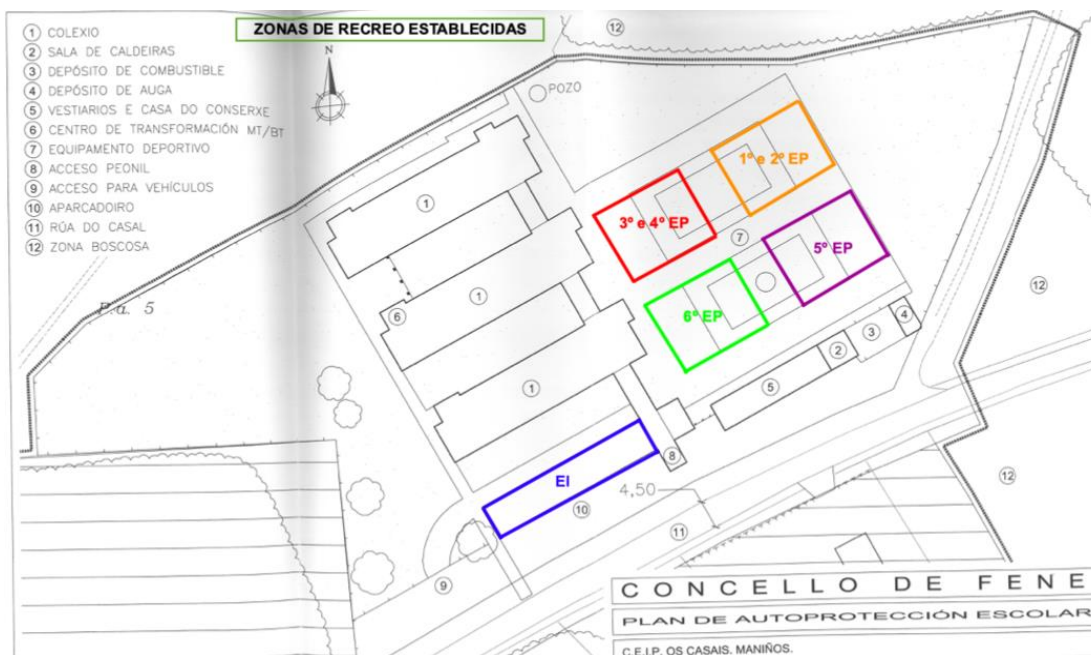 ZONAS DE RECREO ESTABLECIDAS
1 COLEXIO
2 SALA DE CALDEIRAS
3 DEPÓSITO DE COMBUSTIBLE
4 DEPÓSITO DE AUGA
5 VESTIARIOS E CASA DO CONSERXE
6 CENTRO DE TRANSFORMACIÓN MT/BT
7 EQUIPAMENTO DEPORTIVO
8 ACCESO PEONIL
9 ACCESO PARA VEHÍCULOS
10 APARCADOIRO
11 RÚA DO CASAL
12 ZONA BOSCOSA
N
12
POZO
1º e 2º EP
1
3º e 4º EP
7
5º EP
12
P.a. 5
1
6
6º EP
4
3
2
1
5
8
EI
4,50
10
12
11
9
CONCELLO DE FENE
PLAN DE AUTOPROTECCIÓN ESCOLAR
C.E.I.P. OS CASAIS. MANIÑOS.